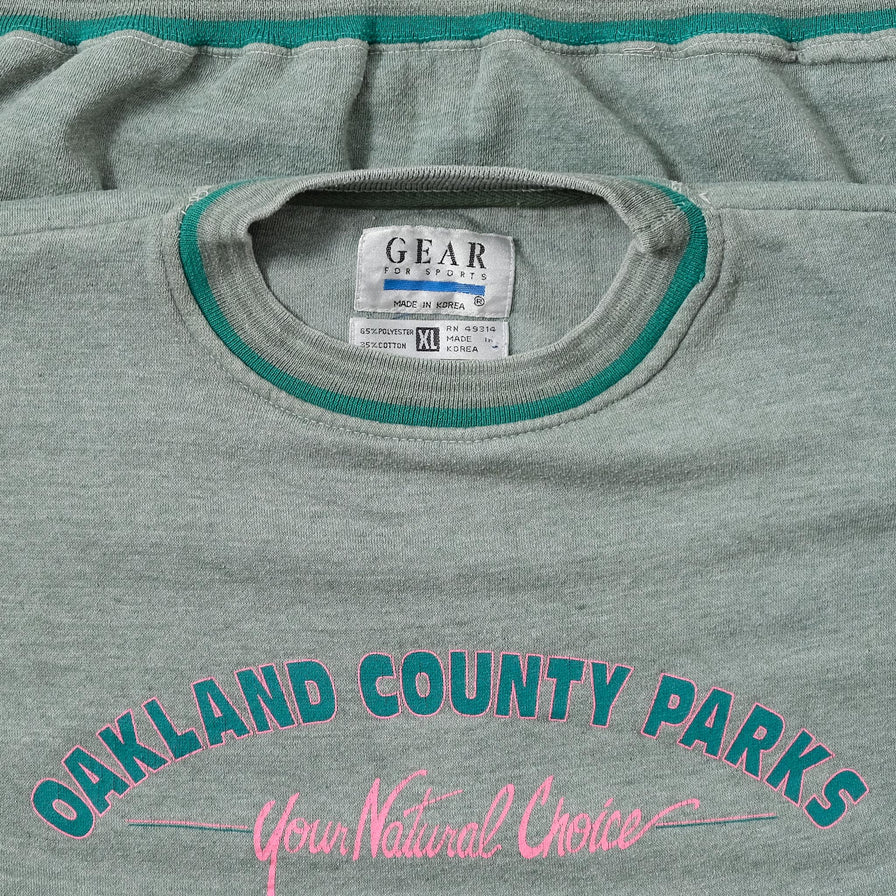 GEAR
FOR SPORTS
MADE IN KOREA ®
65% POLYESTER XL RN 49314
35% COTTON MADE In
KOREA
OAKLAND COUNTY PARKS
Your Natural Choice